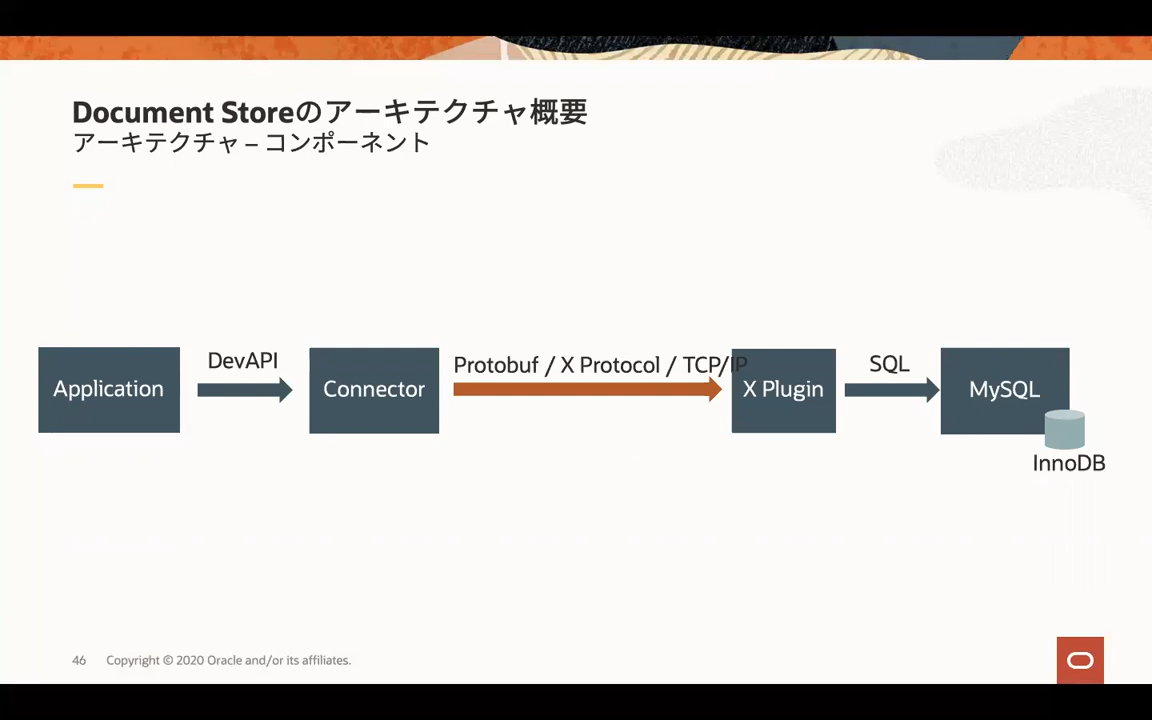 Document Storeのアーキテクチャ概要
アーキテクチャ – コンポーネント
Application
DevAPI
Connector
Protobuf / X Protocol / TCP/IP
X Plugin
SQL
MySQL
InnoDB
46 Copyright © 2020 Oracle and/or its affiliates.